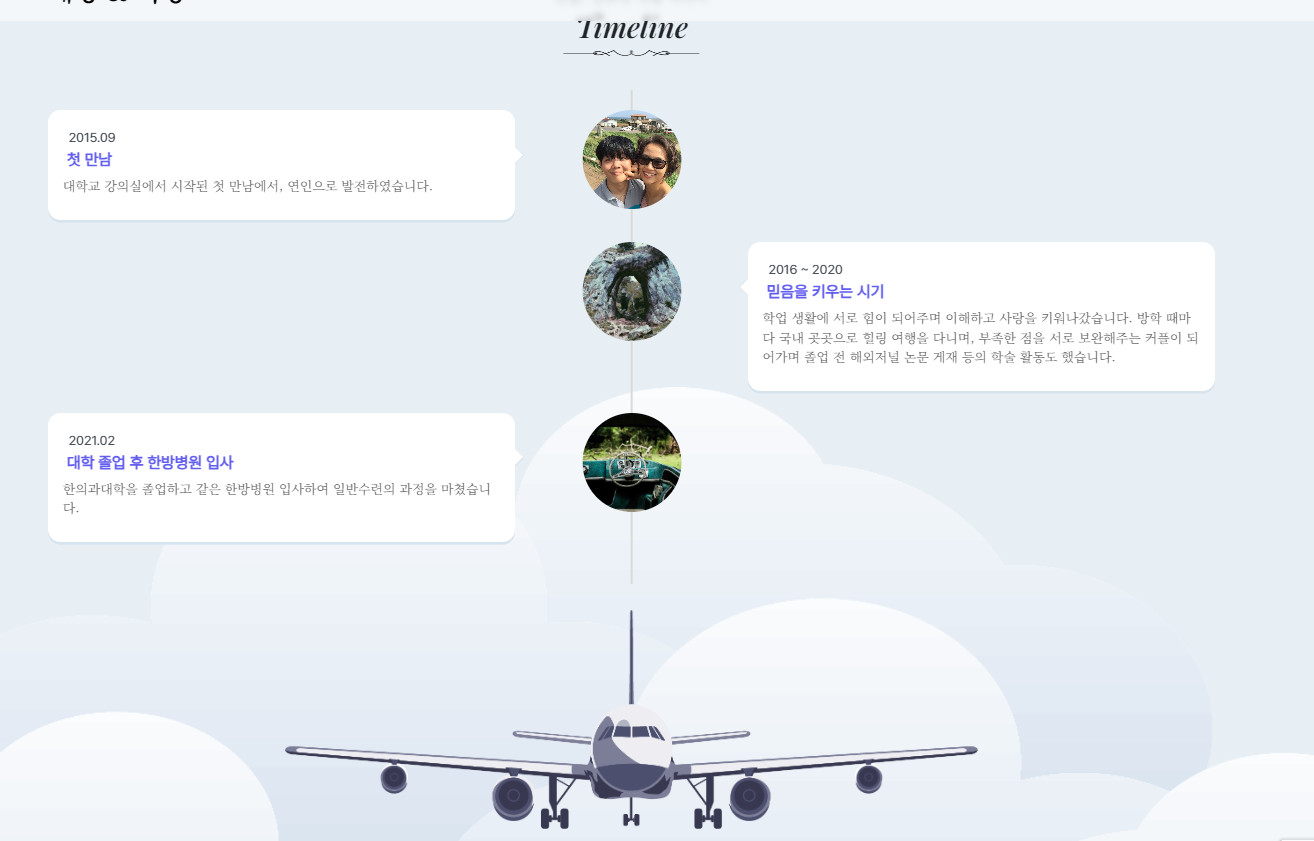 Timeline
2015.09
첫 만남
대학교 강의실에서 시작된 첫 만남에서, 연인으로 발전하였습니다.
2016 ~ 2020
믿음을 키우는 시기
학업 생활에 서로 힘이 되어주며 이해하고 사랑을 키워나갔습니다. 방학 때마
다 국내 곳곳으로 힐링 여행을 다니며, 부족한 점을 서로 보완해주는 커플이 되
어가며 졸업 전 해외저널 논문 게재 등의 학술 활동도 했습니다.
2021.02
대학 졸업 후 한방병원 입사
한의과대학을 졸업하고 같은 한방병원 입사하여 일반수련의 과정을 마쳤습니
다.